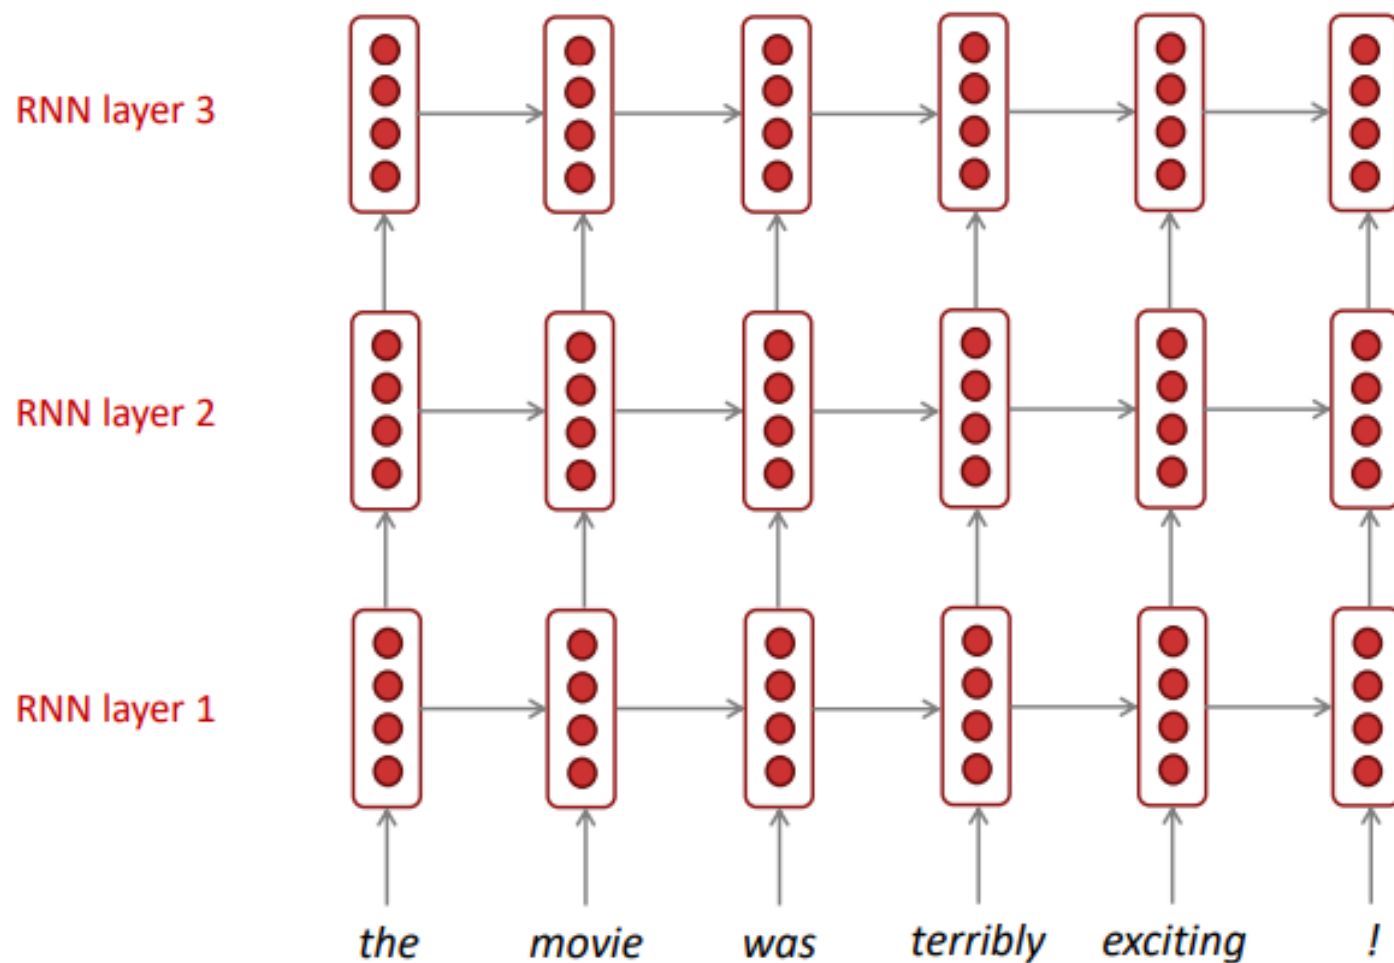 RNN layer 3
RNN layer 2
RNN layer 1
the movie was terribly exciting !